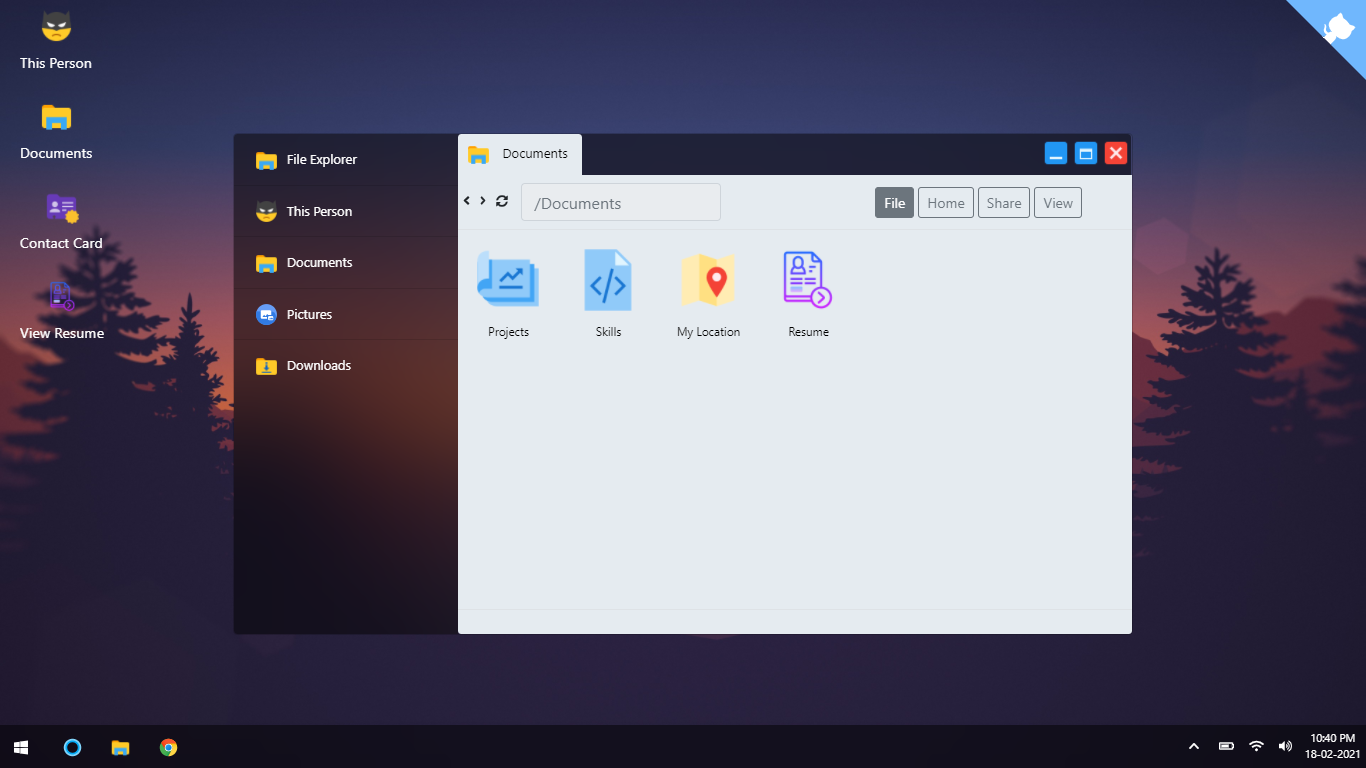 This Person
Documents
Contact Card
View Resume
File Explorer
This Person
Documents
Pictures
Downloads
Documents
/Documents
File
Home
Share
View
Projects
Skills
My Location
Resume
10:40 PM
18-02-2021